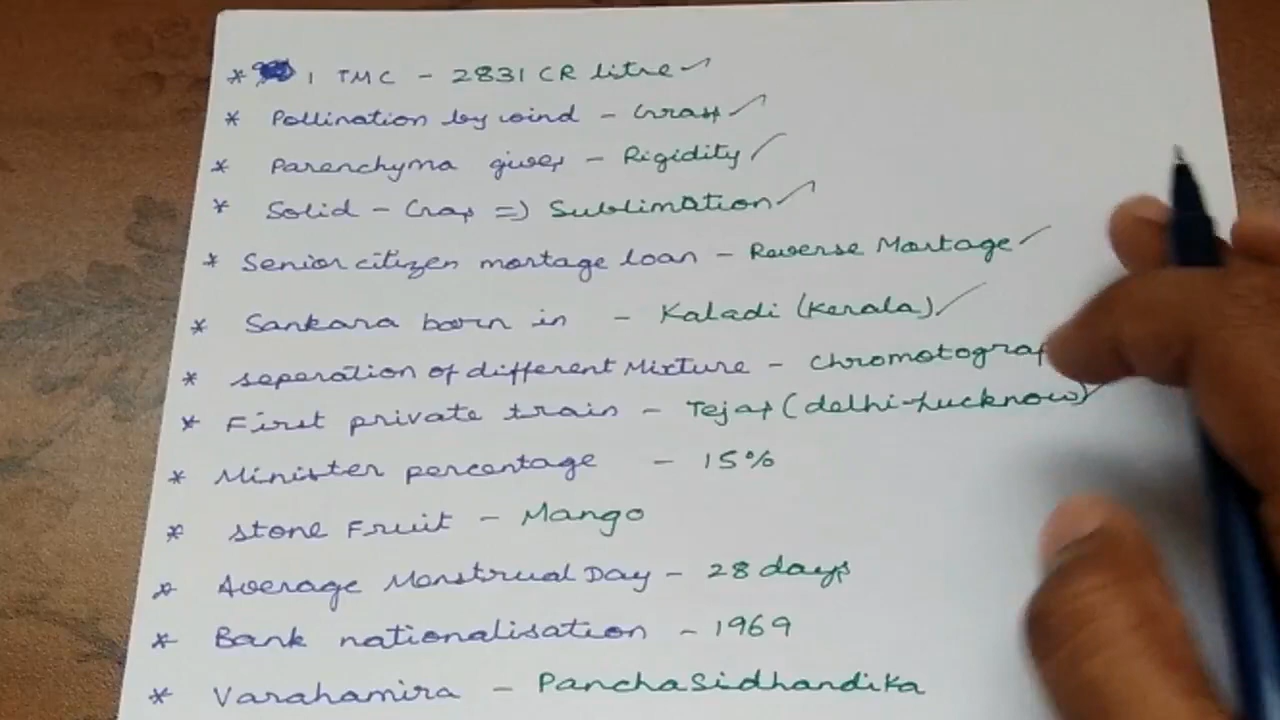 * 1 TMC - 2831 CR litre
* Pollination by wind - Grass
* Parenchyma gives - Rigidity
* Solid - Gas => Sublimation
* Senior citizen mortage loan - Reverse Mortage
* Sankara born in - Kaladi (Kerala)
* seperation of different Mixture - Chromotograp
* First private train - Tejas (delhi-Lucknow)
* Minister percentage - 15%
* Stone Fruit - Mango
* Average Menstrual Day - 28 days
* Bank nationalisation - 1969
* Varahamira - PanchaSidhandika